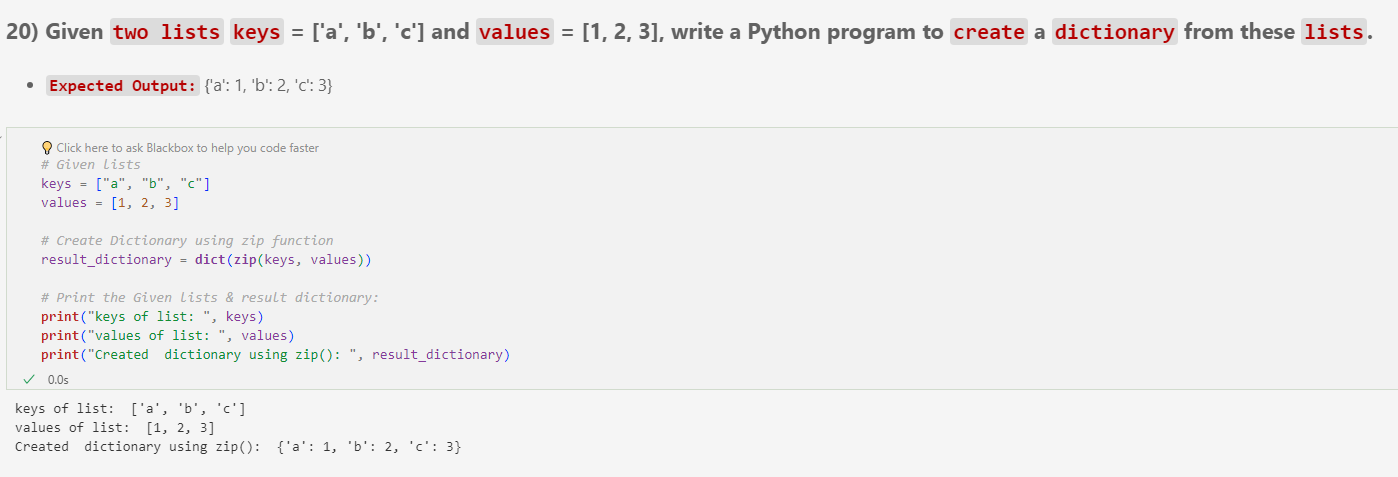 20) Given two lists keys = ['a', 'b', 'c'] and values = [1, 2, 3], write a Python program to create a dictionary from these lists.
• Expected Output: {'a': 1, 'b': 2, 'c': 3}
Click here to ask Blackbox to help you code faster
# Given lists
keys = ["a", "b", "c"]
values = [1, 2, 3]
# Create Dictionary using zip function
result_dictionary = dict(zip(keys, values))
# Print the Given Lists & result dictionary:
print("keys of list: ", keys)
print("values of list: ", values)
print("Created  dictionary using zip(): ", result_dictionary)
0.0s
keys of list:  ['a', 'b', 'c']
values of list:  [1, 2, 3]
Created  dictionary using zip():  {'a': 1, 'b': 2, 'c': 3}